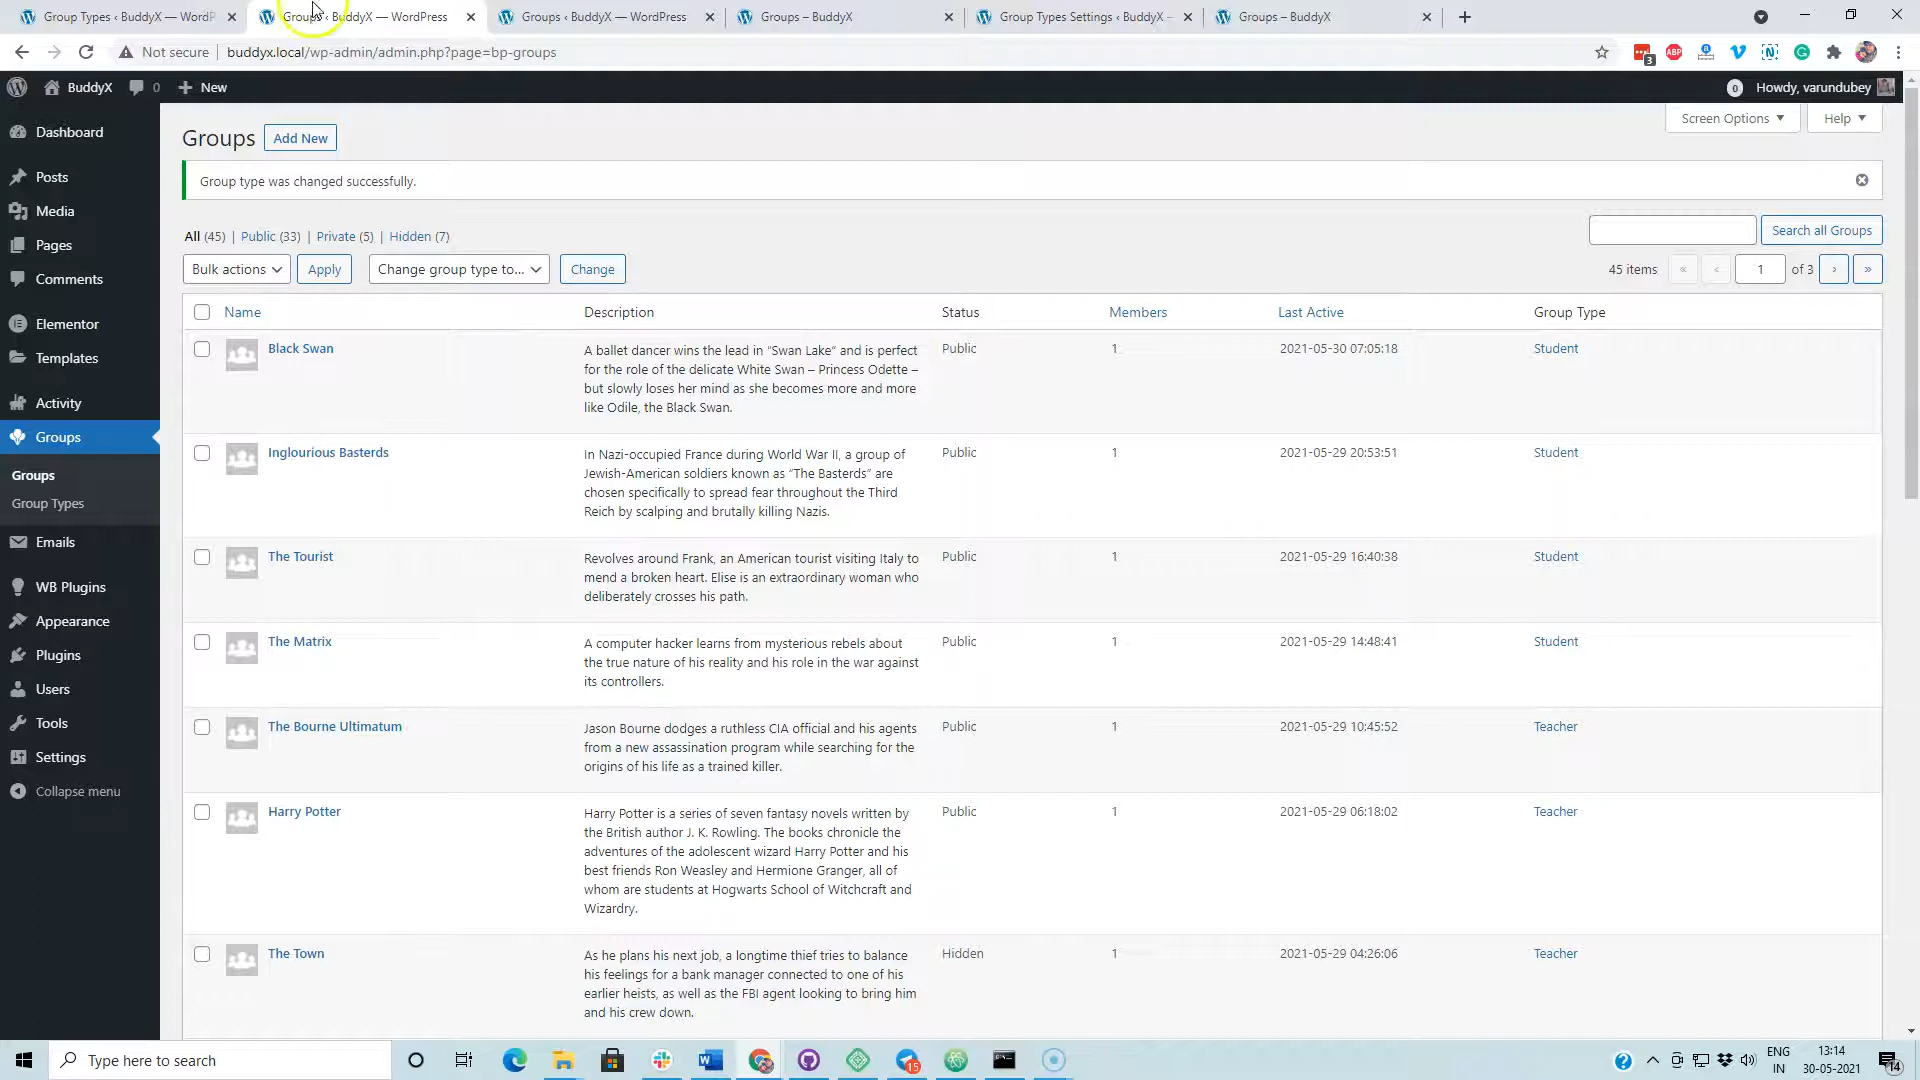 Group Types ‹ BuddyX — WordP
Groups ‹ BuddyX — WordPress
Groups ‹ BuddyX — WordPress
Groups – BuddyX
Group Types Settings ‹ BuddyX –
Groups – BuddyX
Not secure
buddyx.local/wp-admin/admin.php?page=bp-groups
3
ABP
BuddyX
0
New
0
Howdy, varundubey
Dashboard
Posts
Media
Pages
Comments
Elementor
Templates
Activity
Groups
Groups
Group Types
Emails
WB Plugins
Appearance
Plugins
Users
Tools
Settings
Collapse menu
Groups
Add New
Screen Options
Help
Group type was changed successfully.
All (45) | Public (33) | Private (5) | Hidden (7)
Search all Groups
Bulk actions
Apply
Change group type to...
Change
45 items
«
‹
1
of 3
›
»
Name
Description
Status
Members
Last Active
Group Type
Black Swan
A ballet dancer wins the lead in “Swan Lake” and is perfect
for the role of the delicate White Swan – Princess Odette –
but slowly loses her mind as she becomes more and more
like Odile, the Black Swan.
Public
1
2021-05-30 07:05:18
Student
Inglourious Basterds
In Nazi-occupied France during World War II, a group of
Jewish-American soldiers known as “The Basterds” are
chosen specifically to spread fear throughout the Third
Reich by scalping and brutally killing Nazis.
Public
1
2021-05-29 20:53:51
Student
The Tourist
Revolves around Frank, an American tourist visiting Italy to
mend a broken heart. Elise is an extraordinary woman who
deliberately crosses his path.
Public
1
2021-05-29 16:40:38
Student
The Matrix
A computer hacker learns from mysterious rebels about
the true nature of his reality and his role in the war against
its controllers.
Public
1
2021-05-29 14:48:41
Student
The Bourne Ultimatum
Jason Bourne dodges a ruthless CIA official and his agents
from a new assassination program while searching for the
origins of his life as a trained killer.
Public
1
2021-05-29 10:45:52
Teacher
Harry Potter
Harry Potter is a series of seven fantasy novels written by
the British author J. K. Rowling. The books chronicle the
adventures of the adolescent wizard Harry Potter and his
best friends Ron Weasley and Hermione Granger, all of
whom are students at Hogwarts School of Witchcraft and
Wizardry.
Public
1
2021-05-29 06:18:02
Teacher
The Town
As he plans his next job, a longtime thief tries to balance
his feelings for a bank manager connected to one of his
earlier heists, as well as the FBI agent looking to bring him
and his crew down.
Hidden
1
2021-05-29 04:26:06
Teacher
Type here to search
15
ENG
IN
13:14
30-05-2021
14